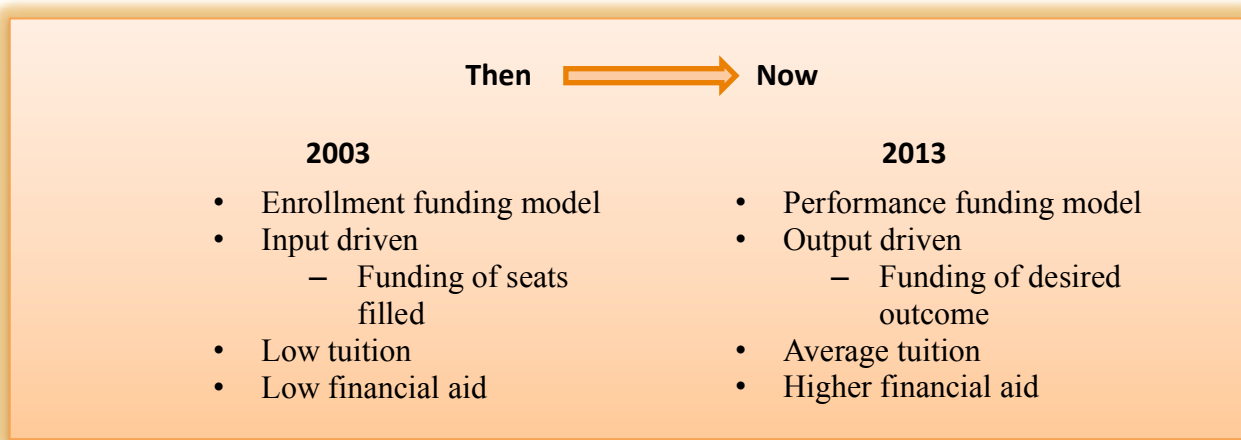 Then Now
2003
• Enrollment funding model
• Input driven
– Funding of seats
filled
• Low tuition
• Low financial aid
2013
• Performance funding model
• Output driven
– Funding of desired
outcome
• Average tuition
• Higher financial aid